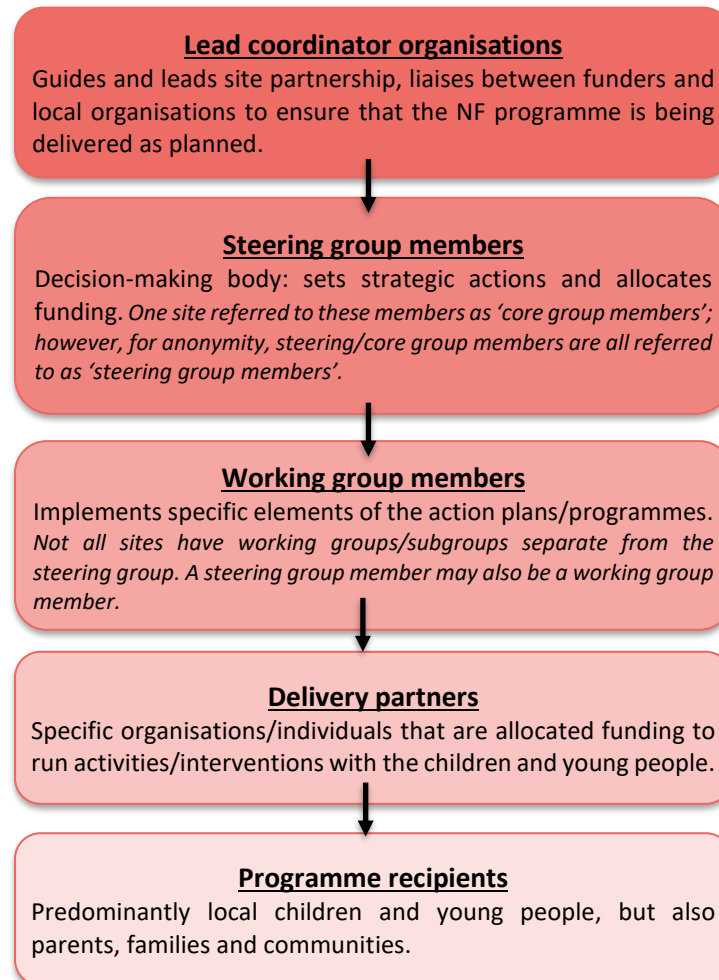 Lead coordinator organisations
Guides and leads site partnership, liaises between funders and
local organisations to ensure that the NF programme is being
delivered as planned.
Steering group members
Decision-making body: sets strategic actions and allocates
funding. One site referred to these members as ‘core group members’;
however, for anonymity, steering/core group members are all referred
to as ‘steering group members’.
Working group members
Implements specific elements of the action plans/programmes.
Not all sites have working groups/subgroups separate from the
steering group. A steering group member may also be a working group
member.
Delivery partners
Specific organisations/individuals that are allocated funding to
run activities/interventions with the children and young people.
Programme recipients
Predominantly local children and young people, but also
parents, families and communities.